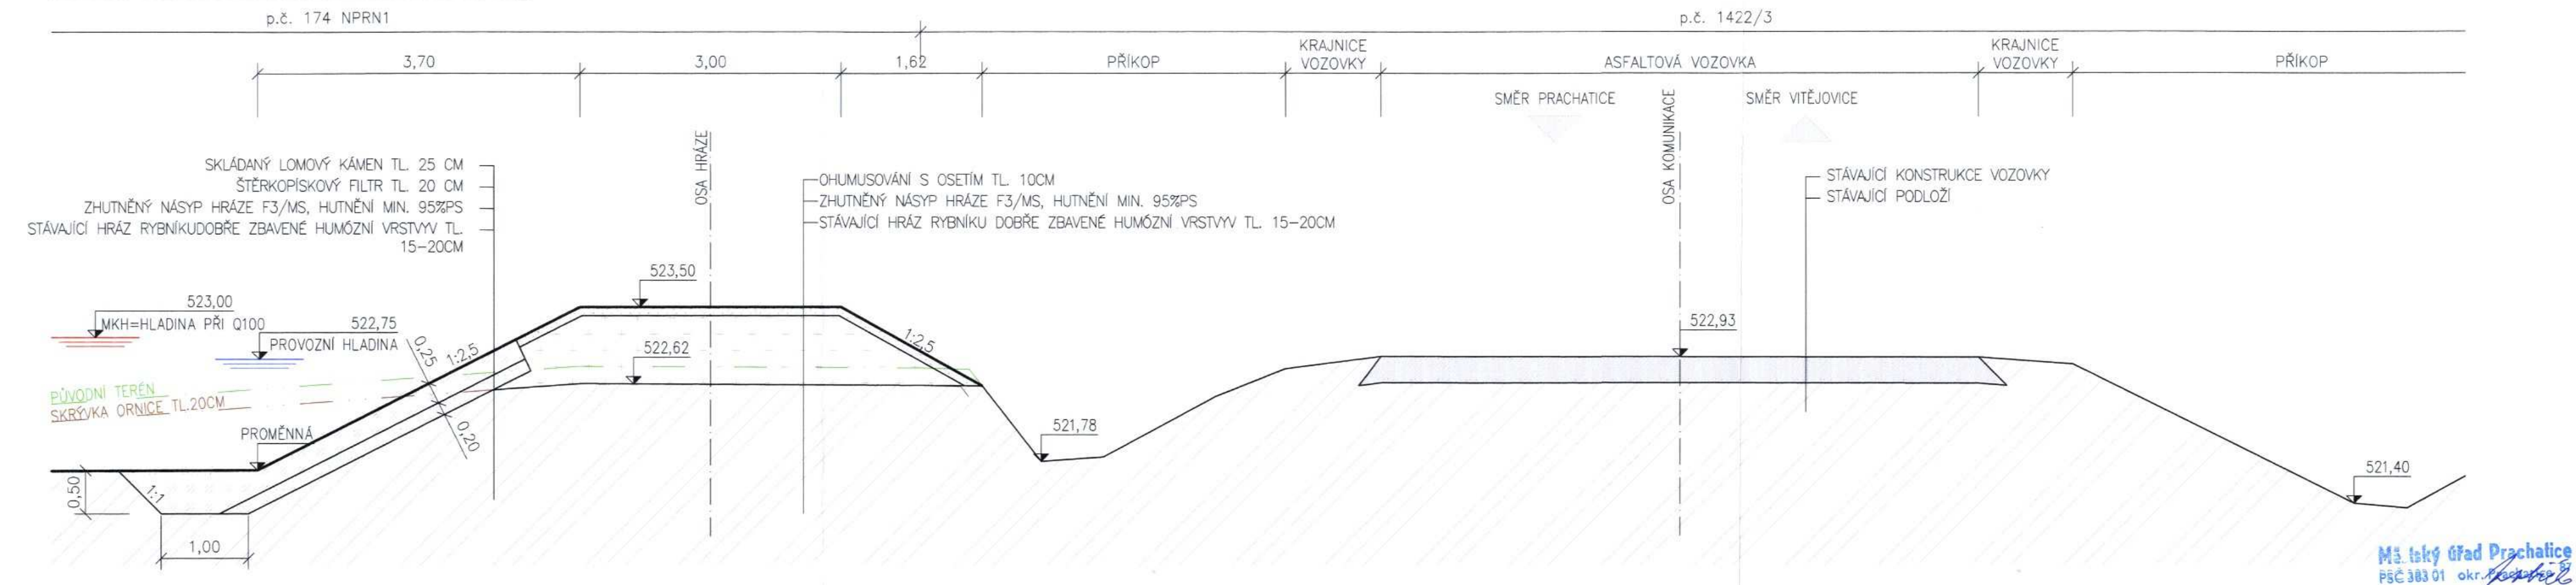 p.č. 174 NPRN1
p.č. 1422/3
3,70
3,00
1,62
PŘÍKOP
KRAJNICE
VOZOVKY
ASFALTOVÁ VOZOVKA
KRAJNICE
VOZOVKY
PŘÍKOP
SMĚR PRACHATICE
SMĚR VITĚJOVICE
OSA HRÁZE
OSA KOMUNIKACE
SKLÁDANÝ LOMOVÝ KÁMEN TL. 25 CM
ŠTĚRKOPÍSKOVÝ FILTR TL. 20 CM
ZHUTNĚNÝ NÁSYP HRÁZE F3/MS, HUTNĚNÍ MIN. 95%PS
STÁVAJÍCÍ HRÁZ RYBNÍKUDOBŘE ZBAVENÉ HUMÓZNÍ VRSTVYV TL.
15-20CM
OHUMUSOVÁNÍ S OSETÍM TL. 10CM
ZHUTNĚNÝ NÁSYP HRÁZE F3/MS, HUTNĚNÍ MIN. 95%PS
STÁVAJÍCÍ HRÁZ RYBNÍKU DOBŘE ZBAVENÉ HUMÓZNÍ VRSTVYV TL. 15-20CM
STÁVAJÍCÍ KONSTRUKCE VOZOVKY
STÁVAJÍCÍ PODLOŽÍ
523,50
523,00
MKH=HLADINA PŘI Q100
522,75
PROVOZNÍ HLADINA
0,25
1:2,5
522,62
1:2,5
522,93
PŮVODNÍ TERÉN
SKRÝVKA ORNICE TL.20CM
PROMĚNNÁ
0,20
521,78
521,40
0,50
1:1
1,00
úřad Prachatice
PSČ 383 01 okr.